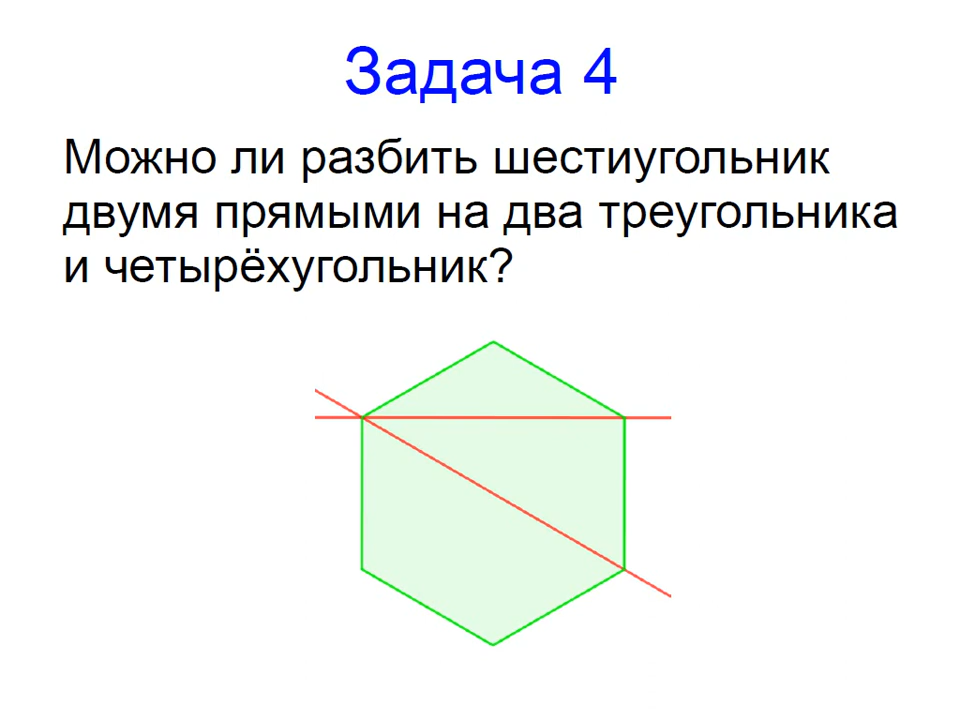 Задача 4
Можно ли разбить шестиугольник
двумя прямыми на два треугольника
и четырёхугольник?